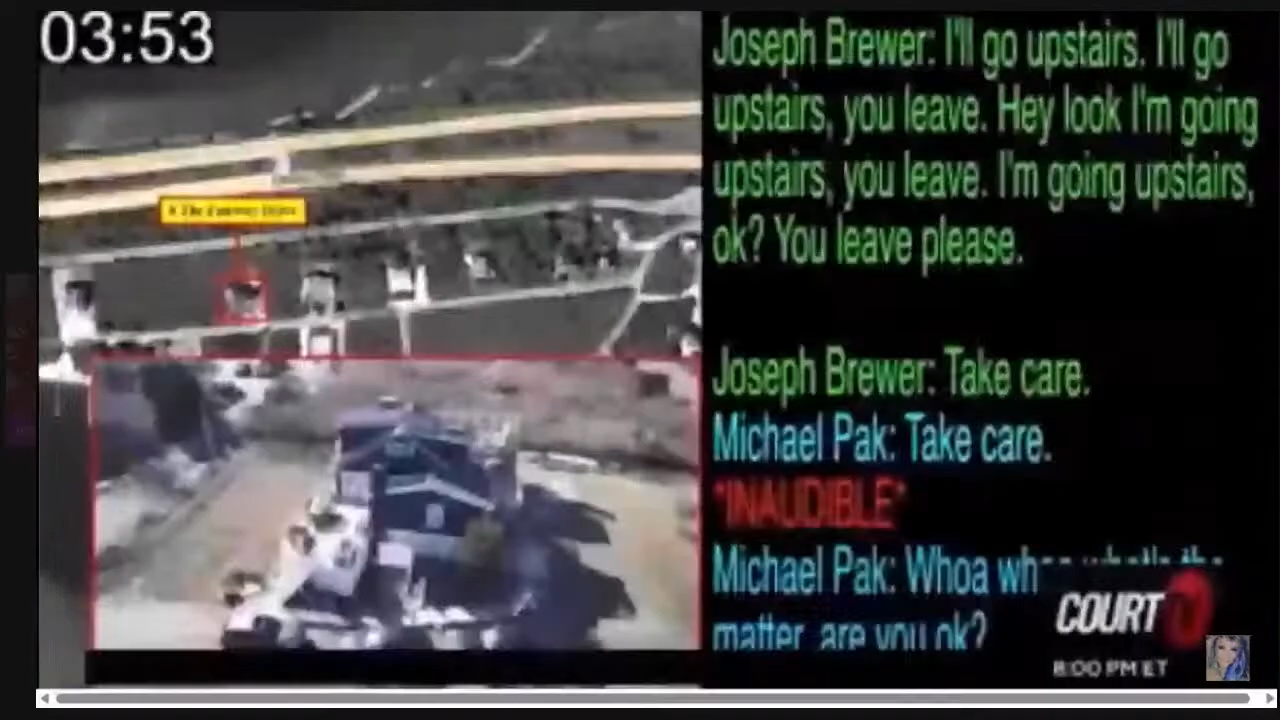 03:53
Joseph Brewer: I'll go upstairs. I'll go
upstairs, you leave. Hey look I'm going
upstairs, you leave. I'm going upstairs,
ok? You leave please.
Joseph Brewer: Take care.
Michael Pak: Take care.
*INAUDIBLE*
Michael Pak: Whoa what's the
matter, are you ok?
COURT
8:00 PM ET